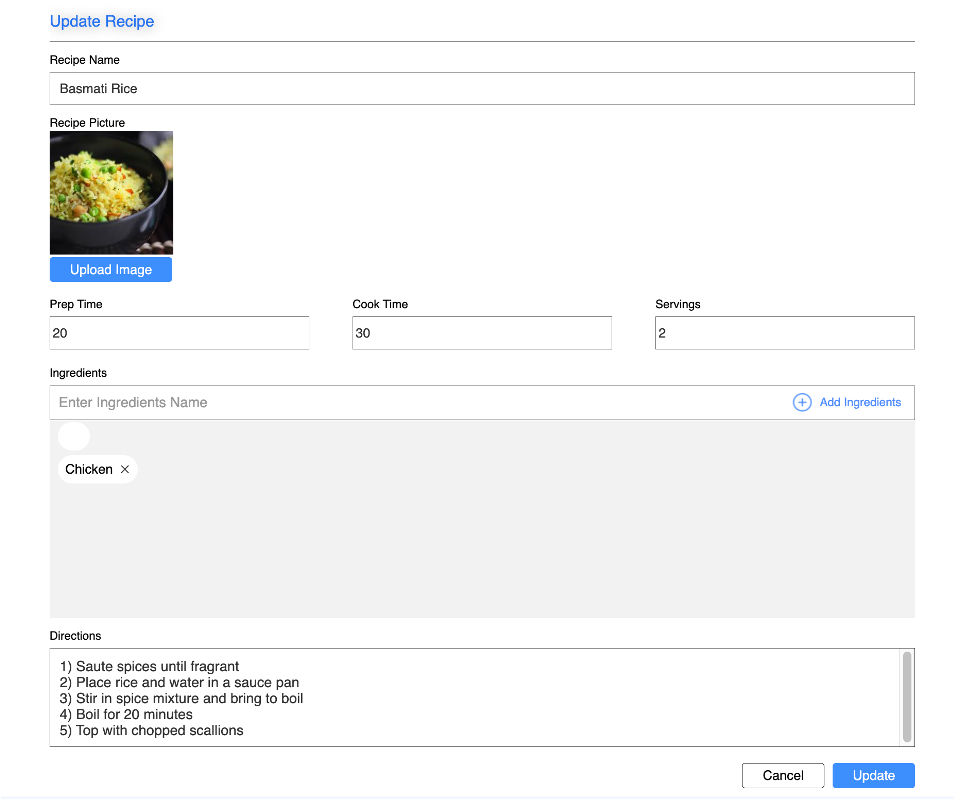 Update Recipe
Recipe Name
Basmati Rice
Recipe Picture
Upload Image
Prep Time
Cook Time
Servings
20
30
2
Ingredients
Enter Ingredients Name
Add Ingredients
Chicken
Directions
1) Saute spices until fragrant
2) Place rice and water in a sauce pan
3) Stir in spice mixture and bring to boil
4) Boil for 20 minutes
5) Top with chopped scallions
Cancel
Update